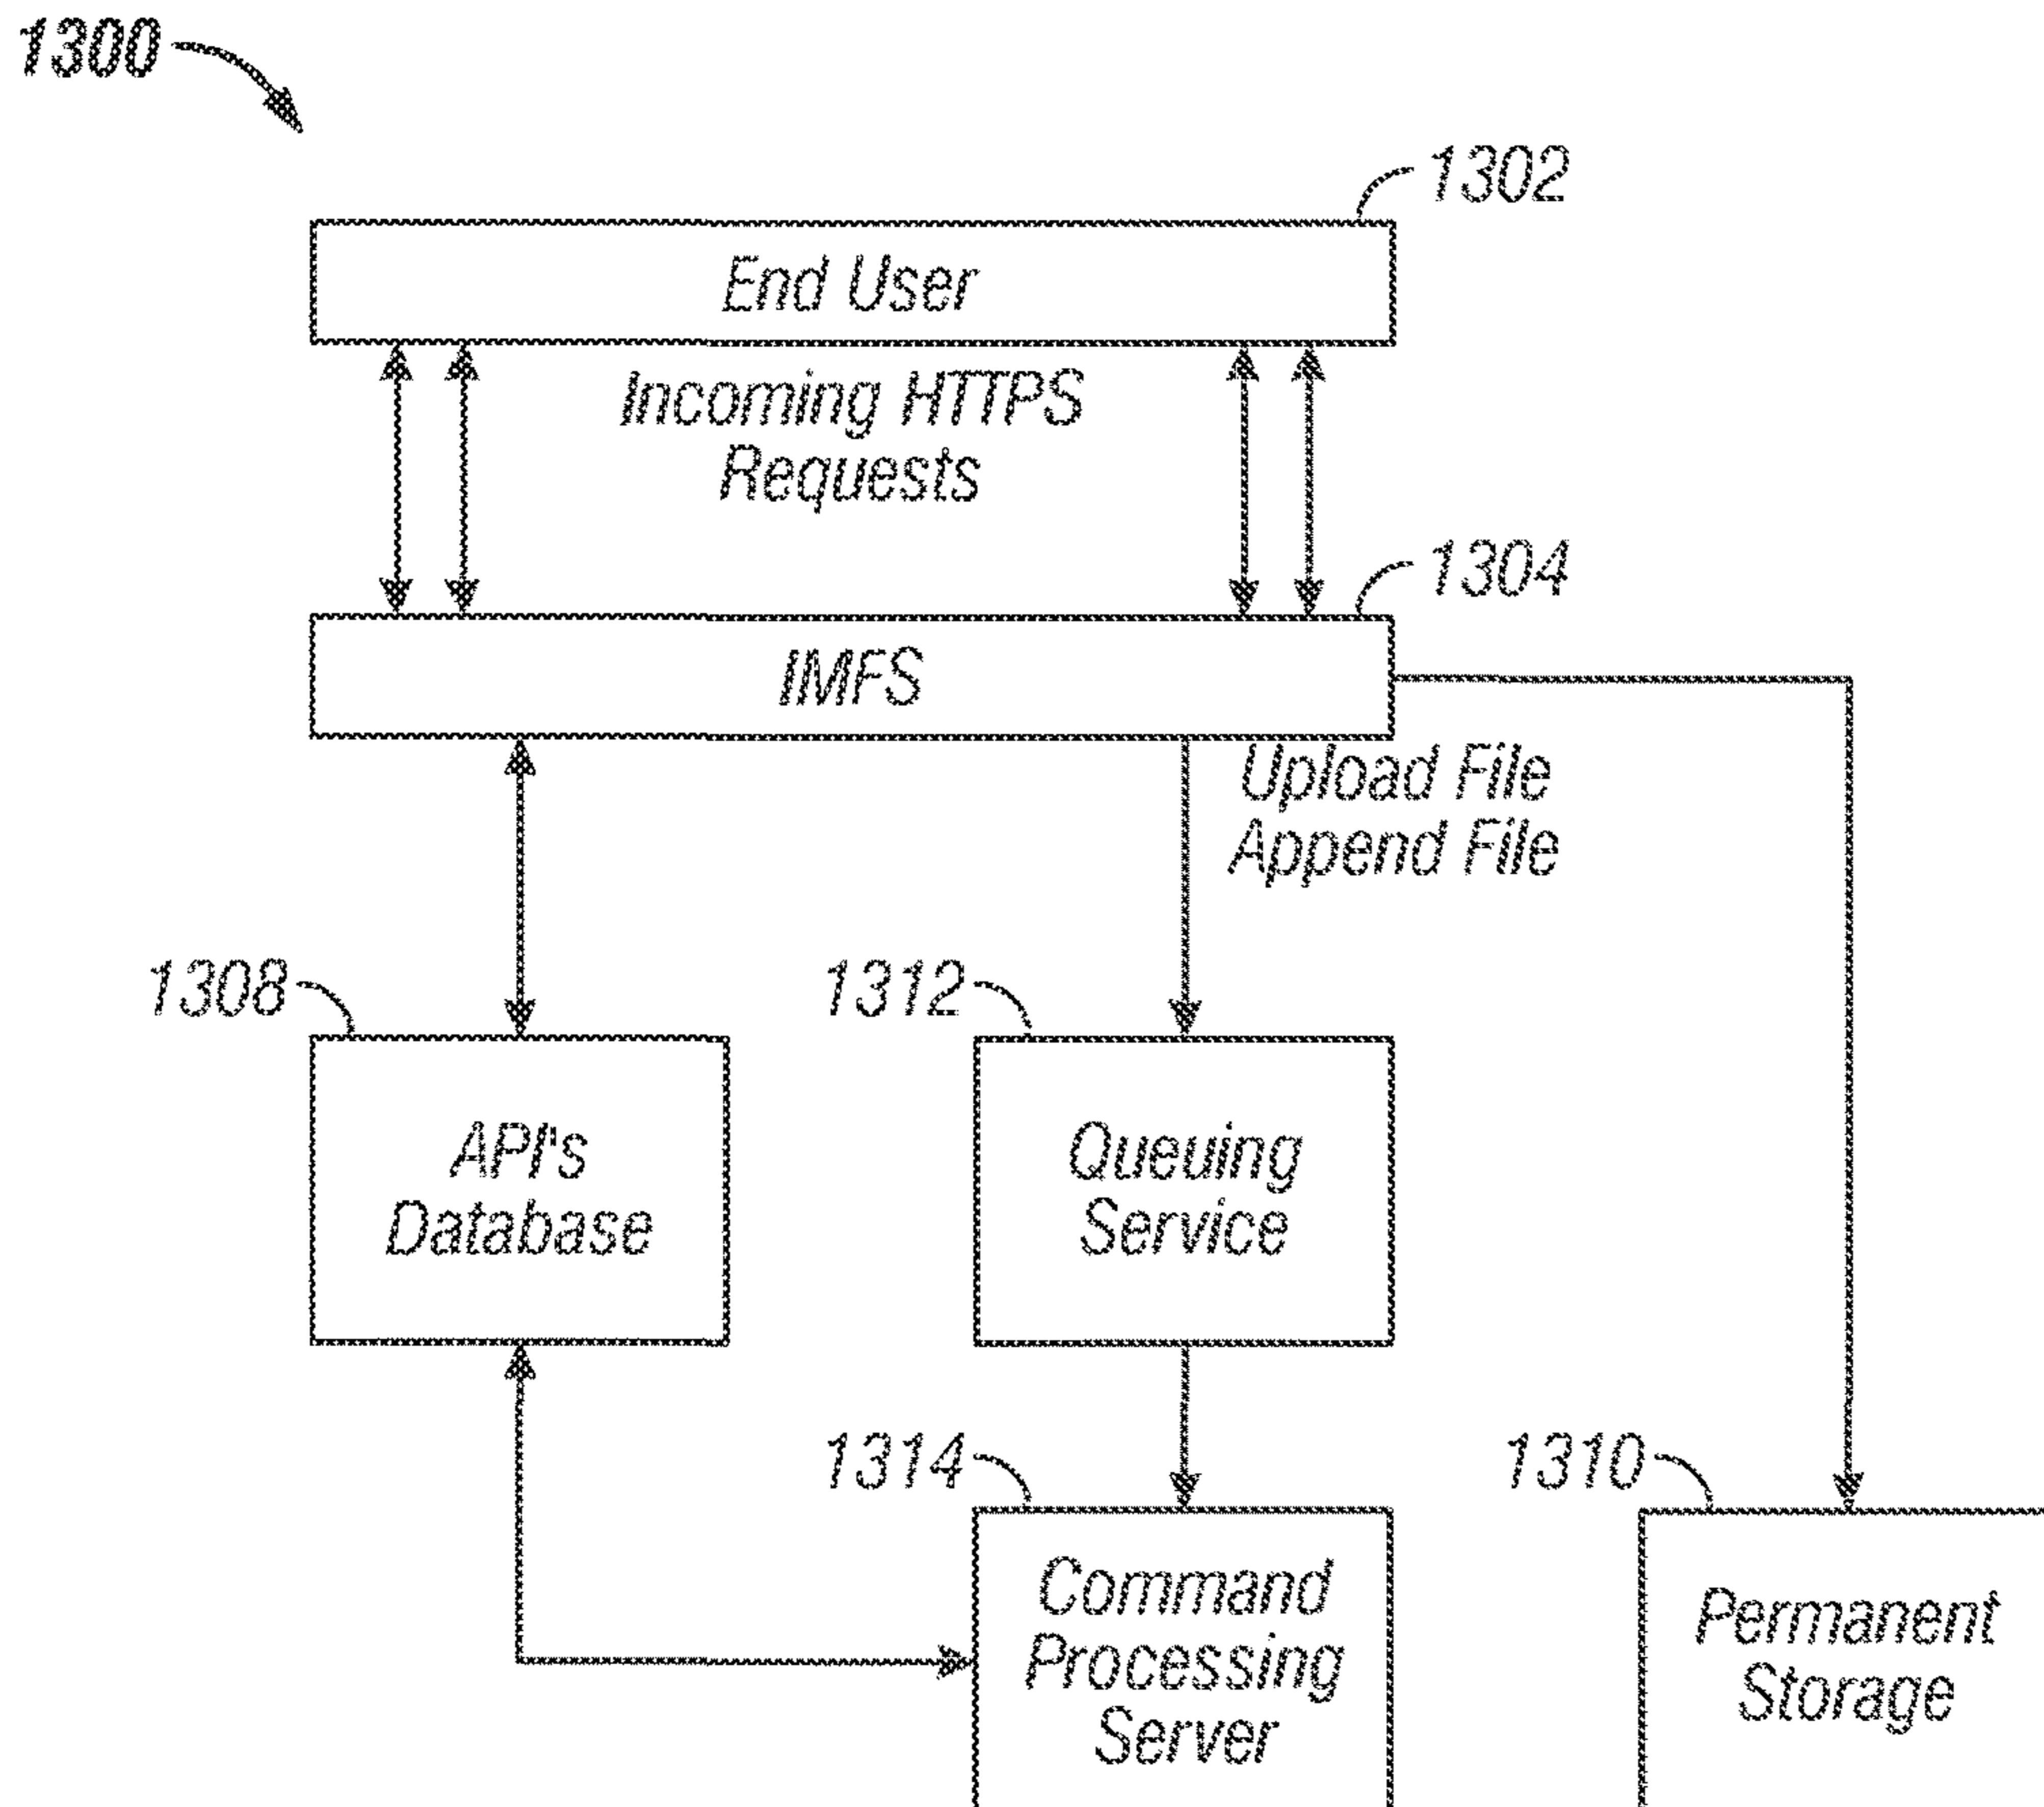 1300
1302
End User
Incoming HTTPS
Requests
1304
IMFS
Upload File
Append File
1308
1312
API's
Database
Queuing
Service
1314
1310
Command
Processing
Server
Permanent
Storage